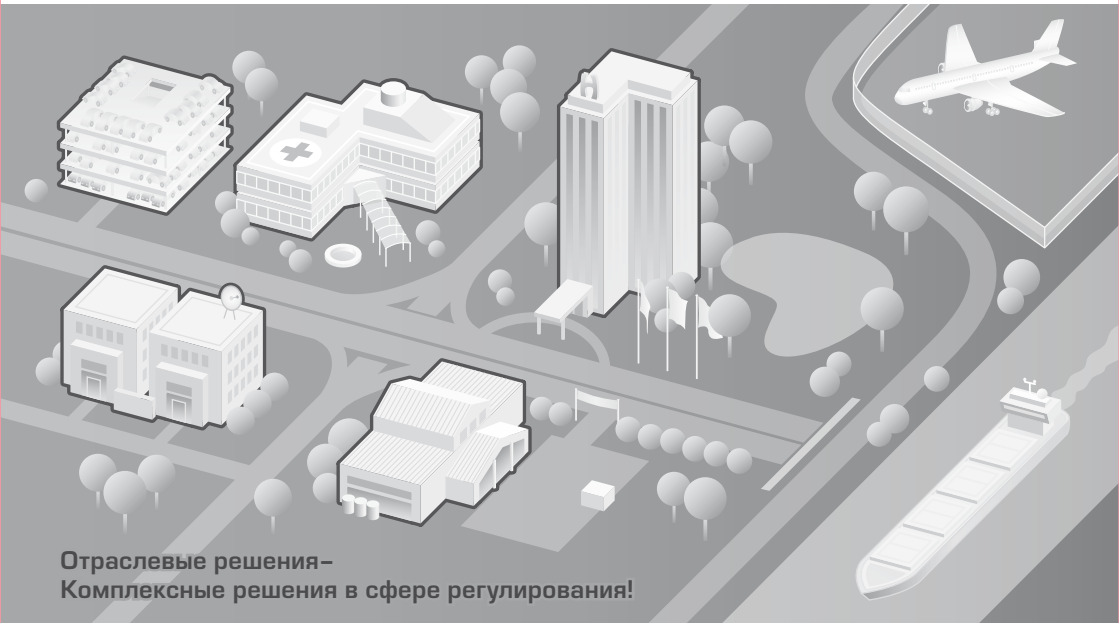 Отраслевые решения–
Комплексные решения в сфере регулирования!